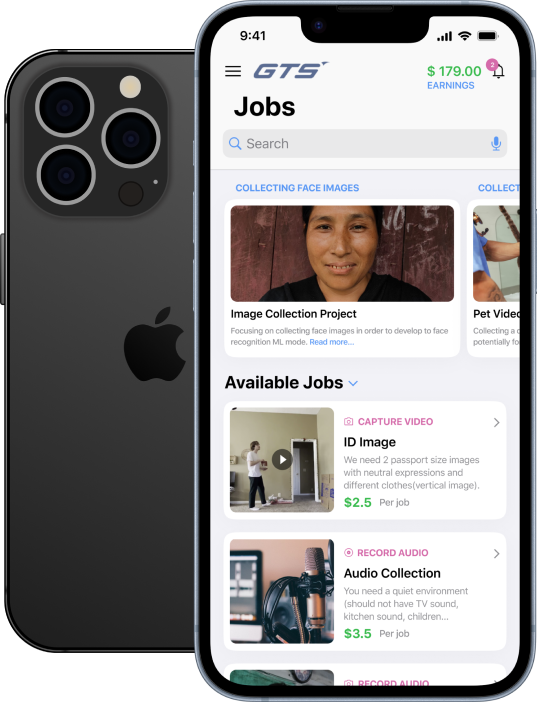 9:41
GTS
$ 179.00
2
EARNINGS
Jobs
Search
COLLECTING FACE IMAGES
COLLECT
NO. 5
Image Collection Project
Pet Videc
Focusing on collecting face images in order to develop to face
recognition ML mode. Read more...
Collecting a c
potentially fo
Available Jobs
CAPTURE VIDEO
ID Image
We need 2 passport size images
with neutral expressions and
different clothes(vertical image).
$2.5 Per job
RECORD AUDIO
Audio Collection
You need a quiet environment
(should not have TV sound,
kitchen sound, children...
$3.5 Per job
RECORD AUDIO